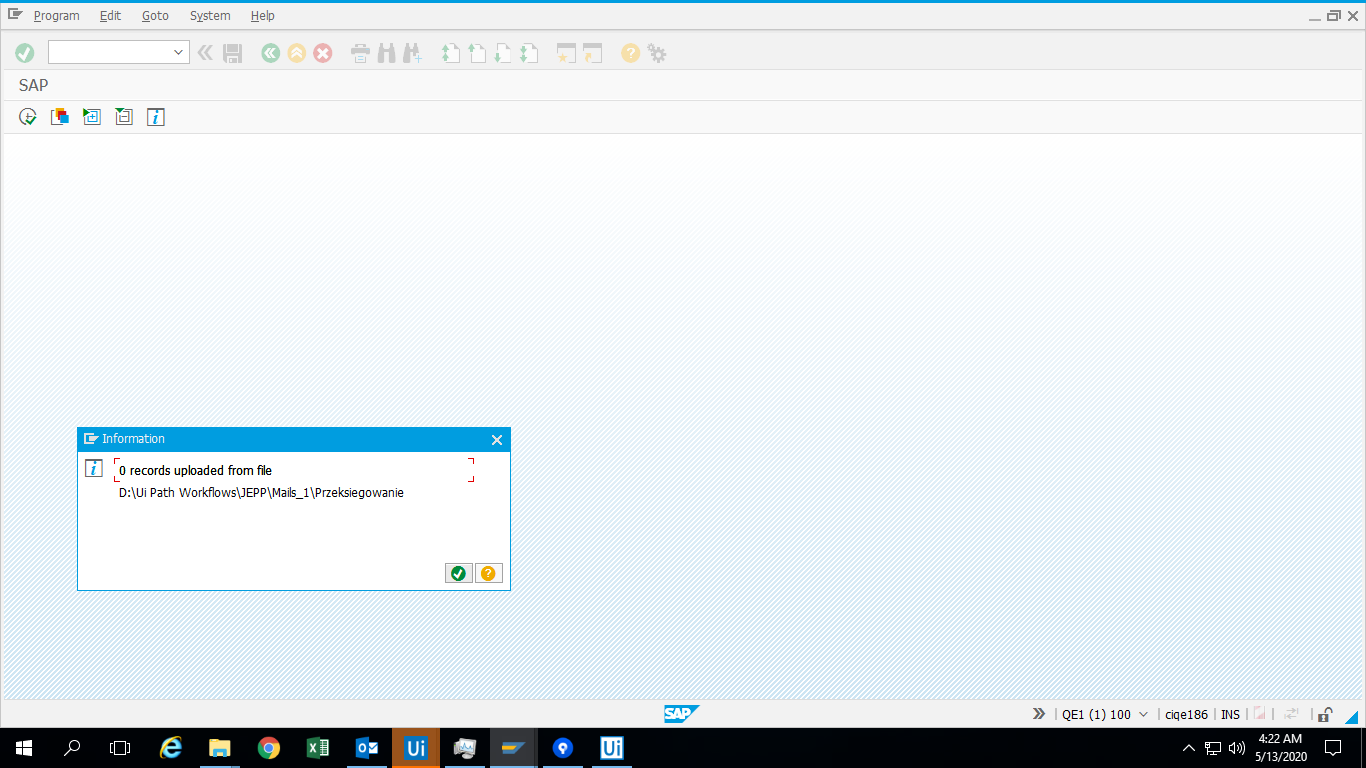 Program Edit Goto System Help
SAP
Information
0 records uploaded from file
D:\Ui Path Workflows\JEPP\Mails_1\Przeksiegowanie
SAP
QE1 (1) 100 ciqe186 INS
Ui Ui
4:22 AM
5/13/2020